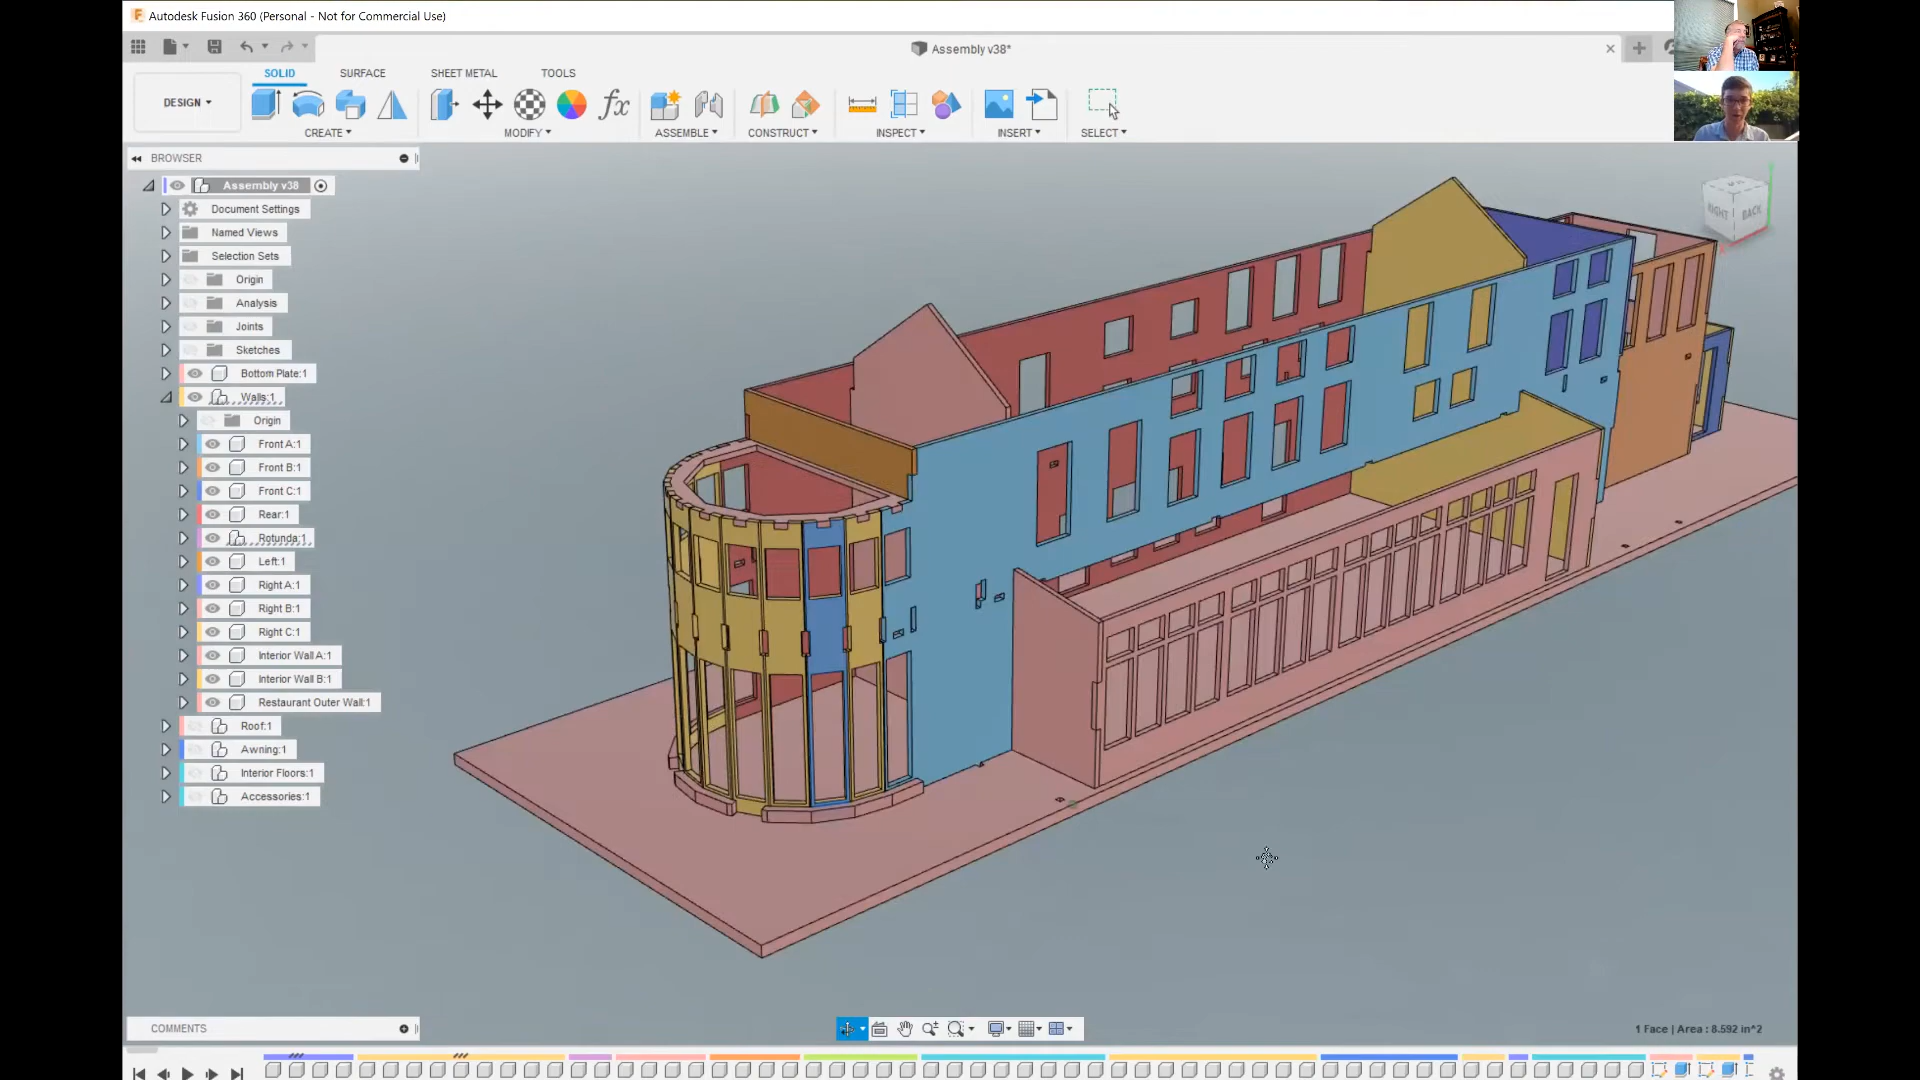 Autodesk Fusion 360 (Personal - Not for Commercial Use)
Assembly v38*
SOLID SURFACE SHEET METAL TOOLS
DESIGN
CREATE MODIFY ASSEMBLE CONSTRUCT INSPECT INSERT SELECT
fx
BROWSER
Assembly v38
Document Settings
Named Views
Selection Sets
Origin
Analysis
Joints
Sketches
Bottom Plate:1
Walls:1
Origin
Front A:1
Front B:1
Front C:1
Rear:1
Rotunda:1
Left:1
Right A:1
Right B:1
Right C:1
Interior Wall A:1
Interior Wall B:1
Restaurant Outer Wall:1
Roof:1
Awning:1
Interior Floors:1
Accessories:1
RIGHT BACK
COMMENTS
1 Face | Area : 8.592 in^2